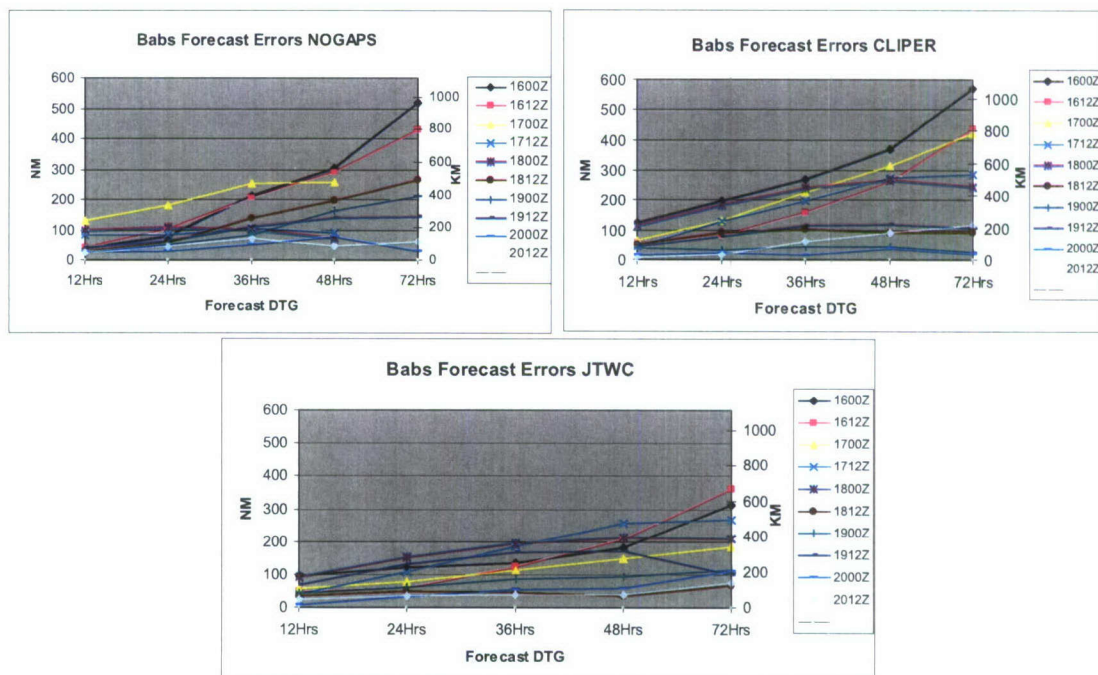 Babs Forecast Errors NOGAPS
600
500
400
300
200
100
0
NM
1000
800
600
400
200
0
KM
12Hrs 24Hrs 36Hrs 48Hrs 72Hrs
Forecast DTG
1600Z
1612Z
1700Z
1712Z
1800Z
1812Z
1900Z
1912Z
2000Z
2012Z
Babs Forecast Errors CLIPER
600
500
400
300
200
100
0
NM
1000
800
600
400
200
0
KM
12Hrs 24Hrs 36Hrs 48Hrs 72Hrs
Forecast DTG
1600Z
1612Z
1700Z
1712Z
1800Z
1812Z
1900Z
1912Z
2000Z
2012Z
Babs Forecast Errors JTWC
600
500
400
300
200
100
0
NM
1000
800
600
400
200
0
KM
12Hrs 24Hrs 36Hrs 48Hrs 72Hrs
Forecast DTG
1600Z
1612Z
1700Z
1712Z
1800Z
1812Z
1900Z
1912Z
2000Z
2012Z